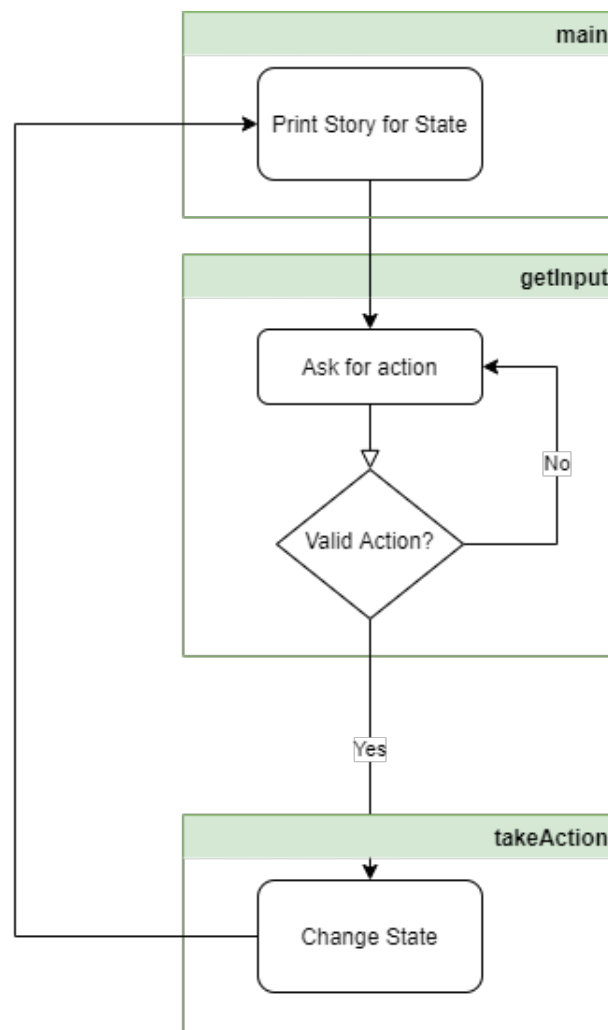 main
Print Story for State
getInput
Ask for action
No
Valid Action?
Yes
takeAction
Change State